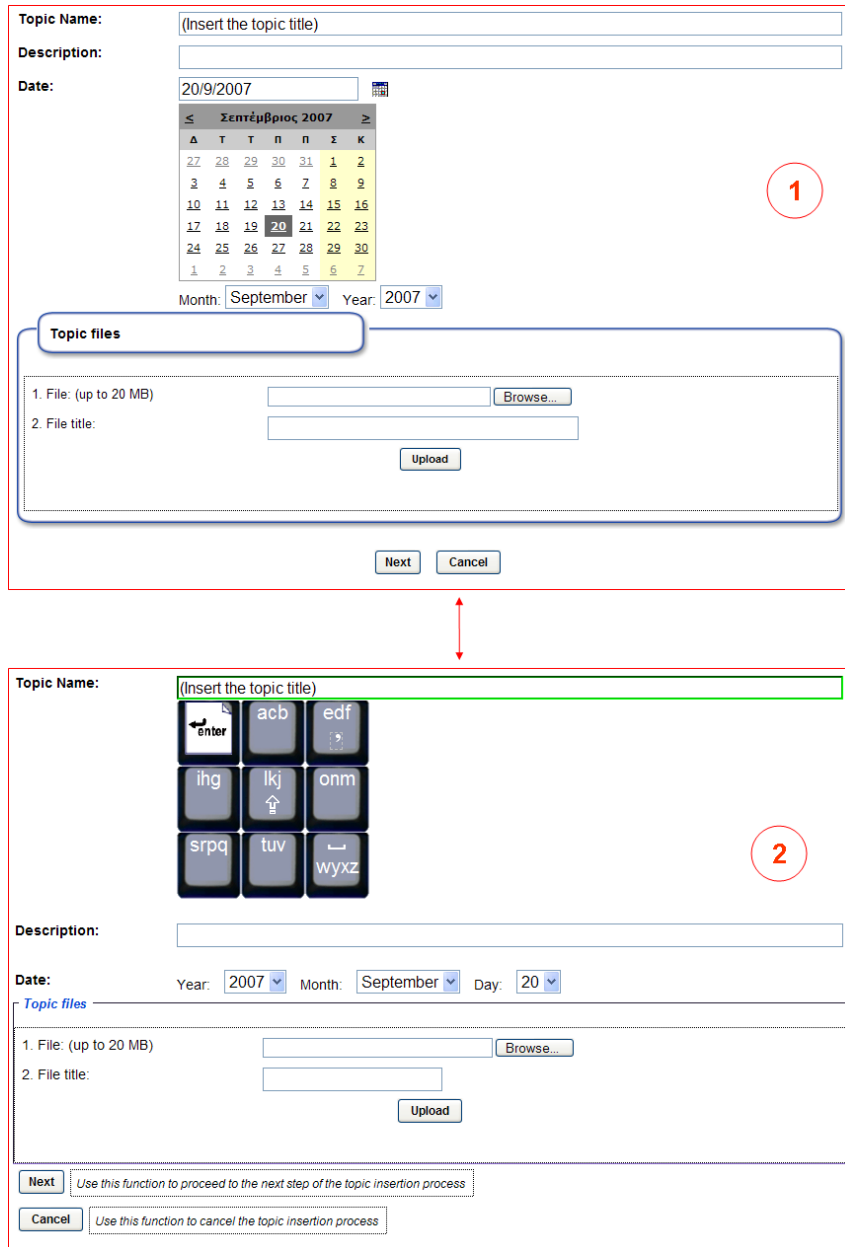 Topic Name: (Insert the topic title)
Description:
Date: 20/9/2007
< Σεπτέμβριος 2007 >
Δ Τ Τ Π Π Σ Κ
27 28 29 30 31 1 2
3 4 5 6 7 8 9
10 11 12 13 14 15 16
17 18 19 20 21 22 23
24 25 26 27 28 29 30
1 2 3 4 5 6 7
Month: September Year: 2007
1
Topic files
1. File: (up to 20 MB) Browse...
2. File title:
Upload
Next Cancel
Topic Name: (Insert the topic title)
enter acb edf
,
ihg lkj onm
srpq tuv wyxz
2
Description:
Date: Year: 2007 Month: September Day: 20
Topic files
1. File: (up to 20 MB) Browse...
2. File title:
Upload
Next Use this function to proceed to the next step of the topic insertion process
Cancel Use this function to cancel the topic insertion process